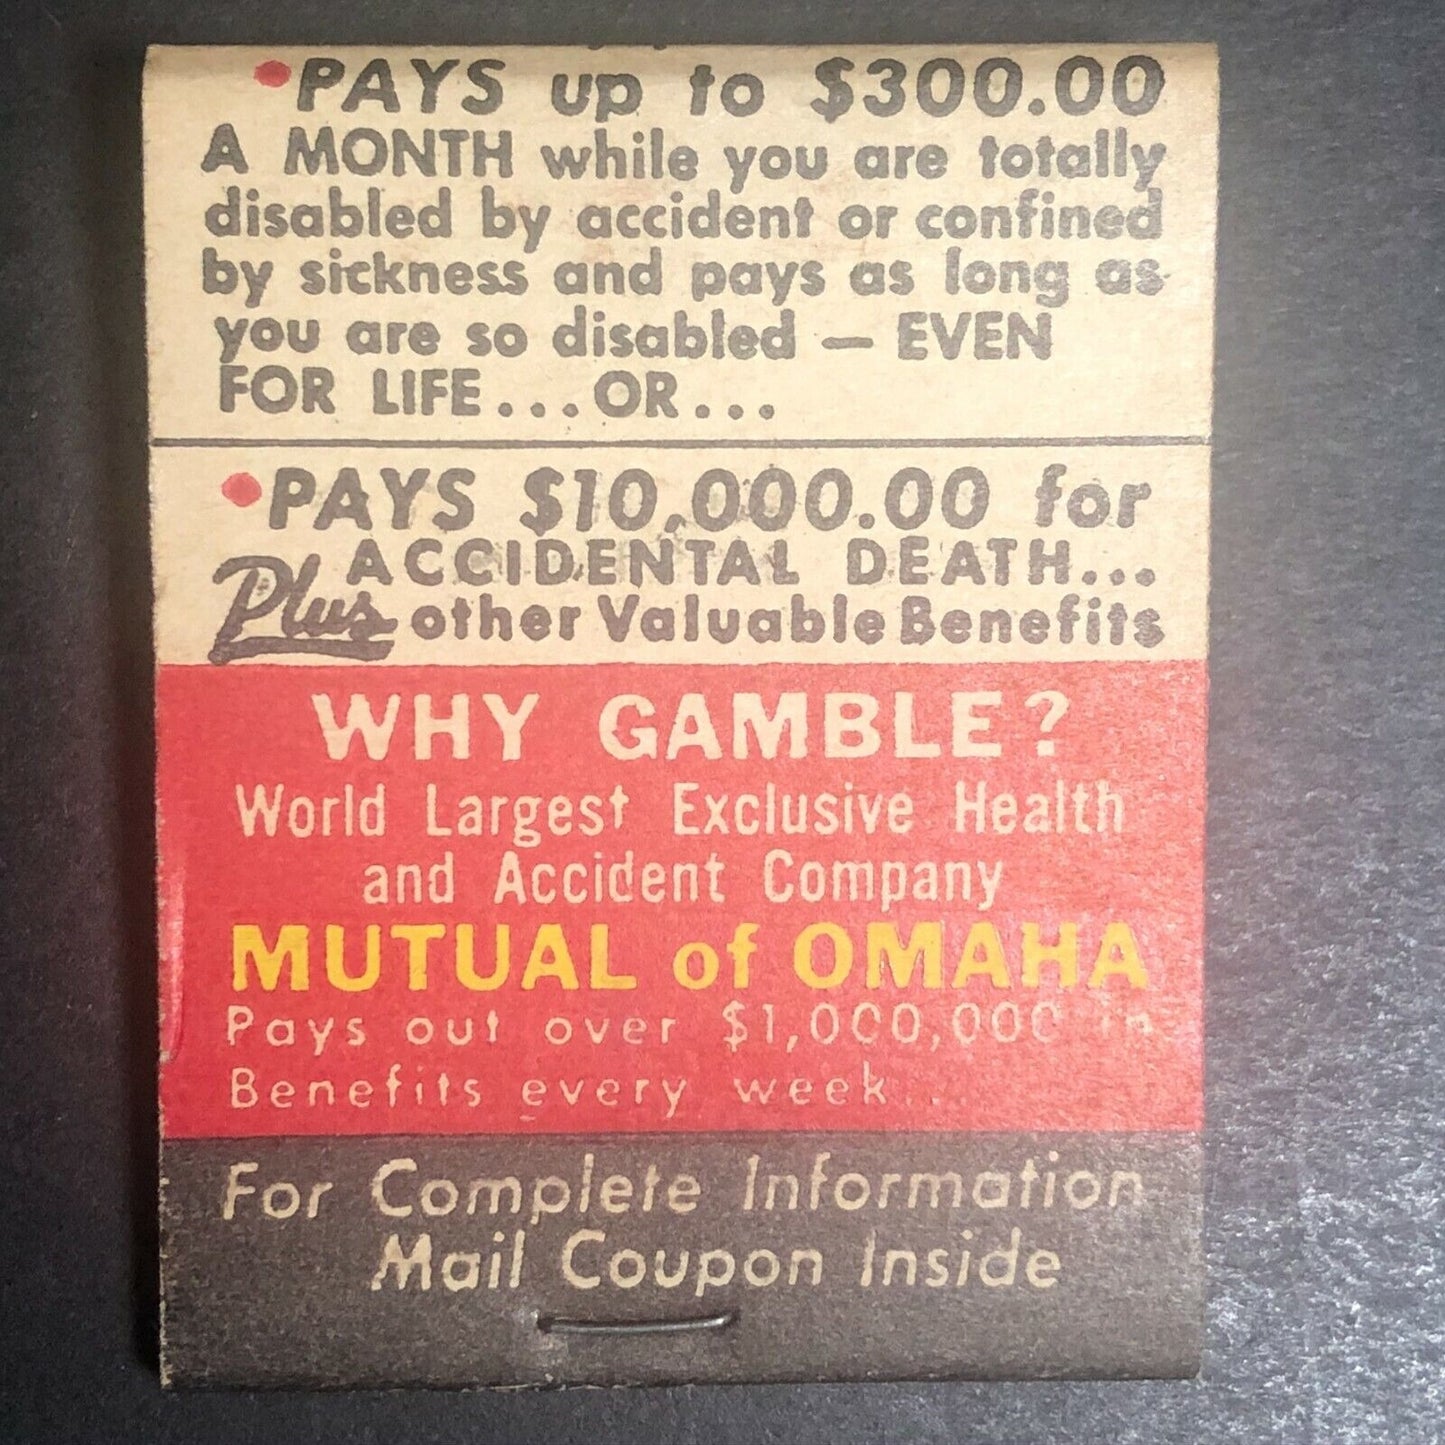 •PAYS up to $300.00
A MONTH while you are totally
disabled by accident or confined
by sickness and pays as long as
you are so disabled — EVEN
FOR LIFE...OR...
•PAYS $10,000.00 for
ACCIDENTAL DEATH...
Plus other Valuable Benefits
WHY GAMBLE?
World Largest Exclusive Health
and Accident Company
MUTUAL of OMAHA
Pays out over $1,000,000 in
Benefits every week...
For Complete Information
Mail Coupon Inside